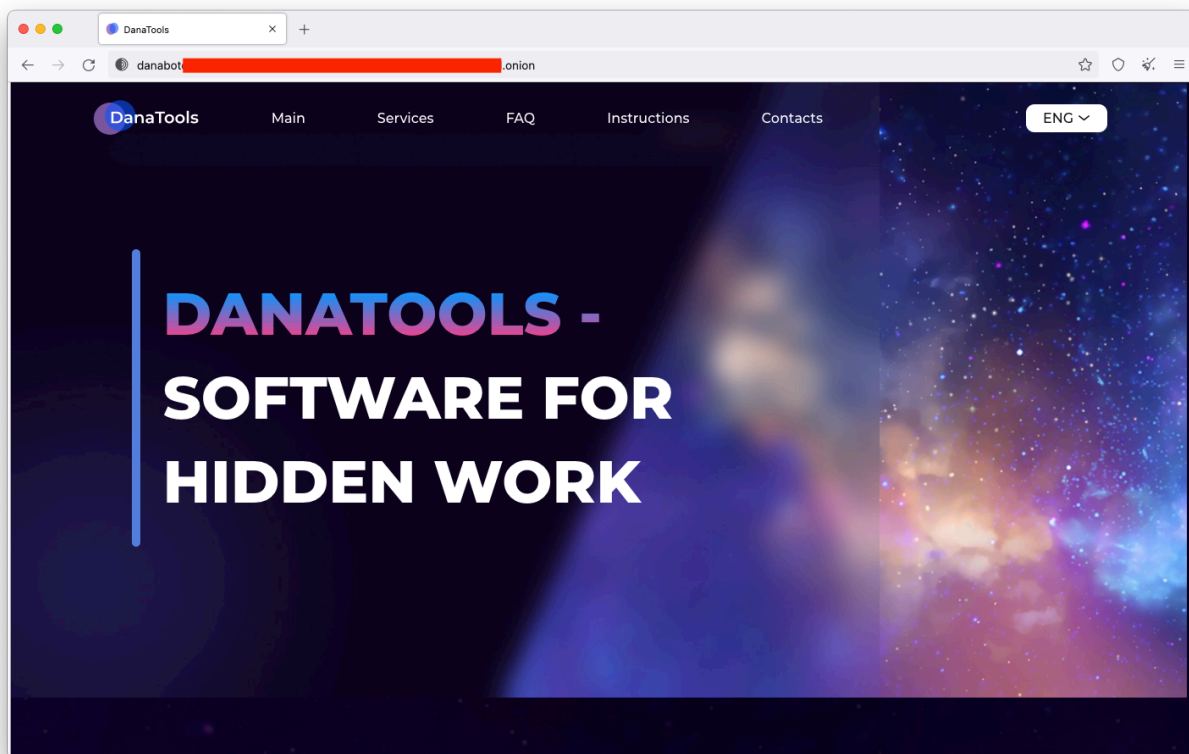 DanaTools
danabot
.onion
DanaTools
Main
Services
FAQ
Instructions
Contacts
ENG
DANATOOLS -
SOFTWARE FOR
HIDDEN WORK